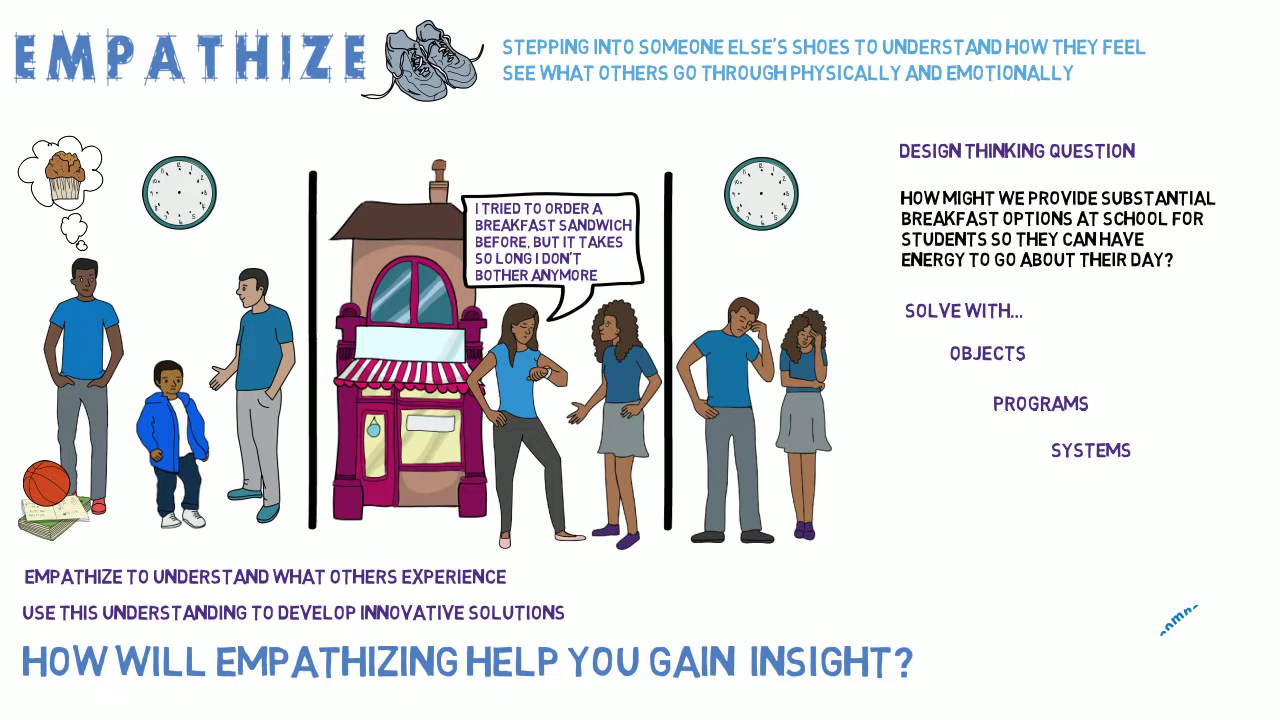 EMPATHIZE
STEPPING INTO SOMEONE ELSE'S SHOES TO UNDERSTAND HOW THEY FEEL
SEE WHAT OTHERS GO THROUGH PHYSICALLY AND EMOTIONALLY
I TRIED TO ORDER A
BREAKFAST SANDWICH
BEFORE, BUT IT TAKES
SO LONG I DON'T
BOTHER ANYMORE
DESIGN THINKING QUESTION
HOW MIGHT WE PROVIDE SUBSTANTIAL
BREAKFAST OPTIONS AT SCHOOL FOR
STUDENTS SO THEY CAN HAVE
ENERGY TO GO ABOUT THEIR DAY?
SOLVE WITH...
OBJECTS
PROGRAMS
SYSTEMS
EMPATHIZE TO UNDERSTAND WHAT OTHERS EXPERIENCE
USE THIS UNDERSTANDING TO DEVELOP INNOVATIVE SOLUTIONS
HOW WILL EMPATHIZING HELP YOU GAIN INSIGHT?